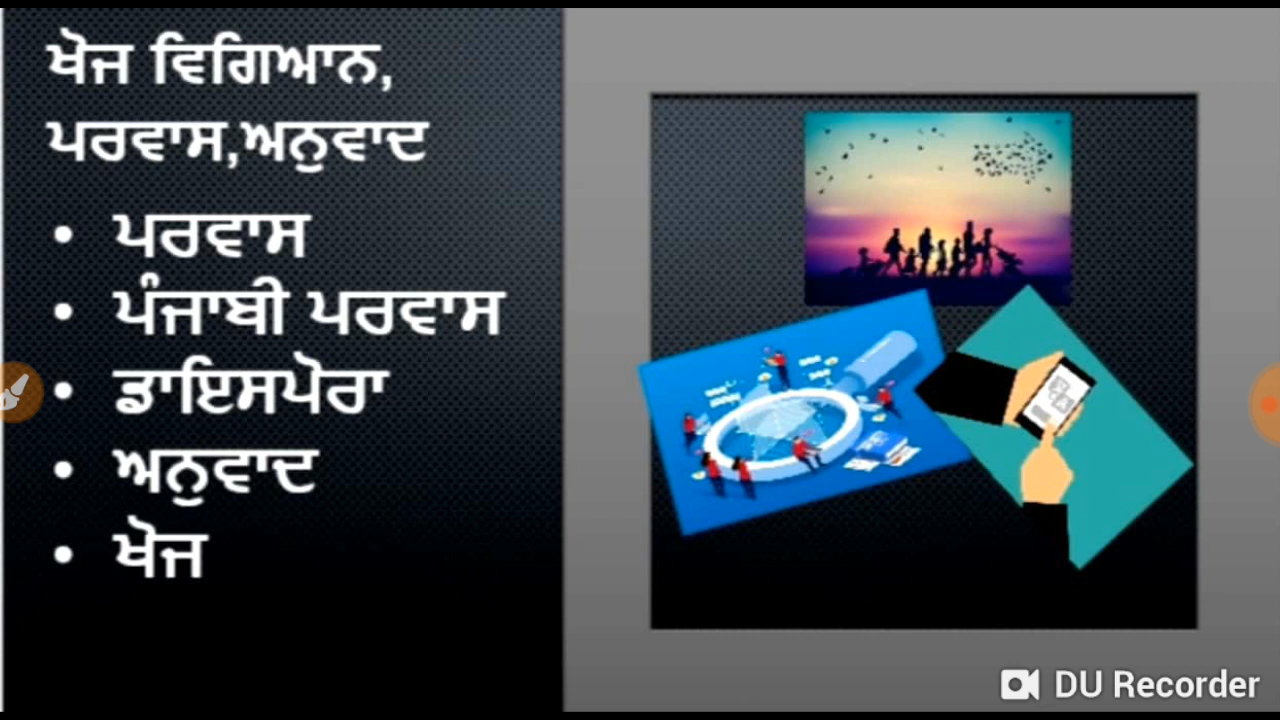 ਖੋਜ ਵਿਗਿਆਨ,
ਪਰਵਾਸ,ਅਨੁਵਾਦ
• ਪਰਵਾਸ
• ਪੰਜਾਬੀ ਪਰਵਾਸ
• ਡਾਇਸਪੋਰਾ
• ਅਨੁਵਾਦ
• ਖੋਜ
DU Recorder